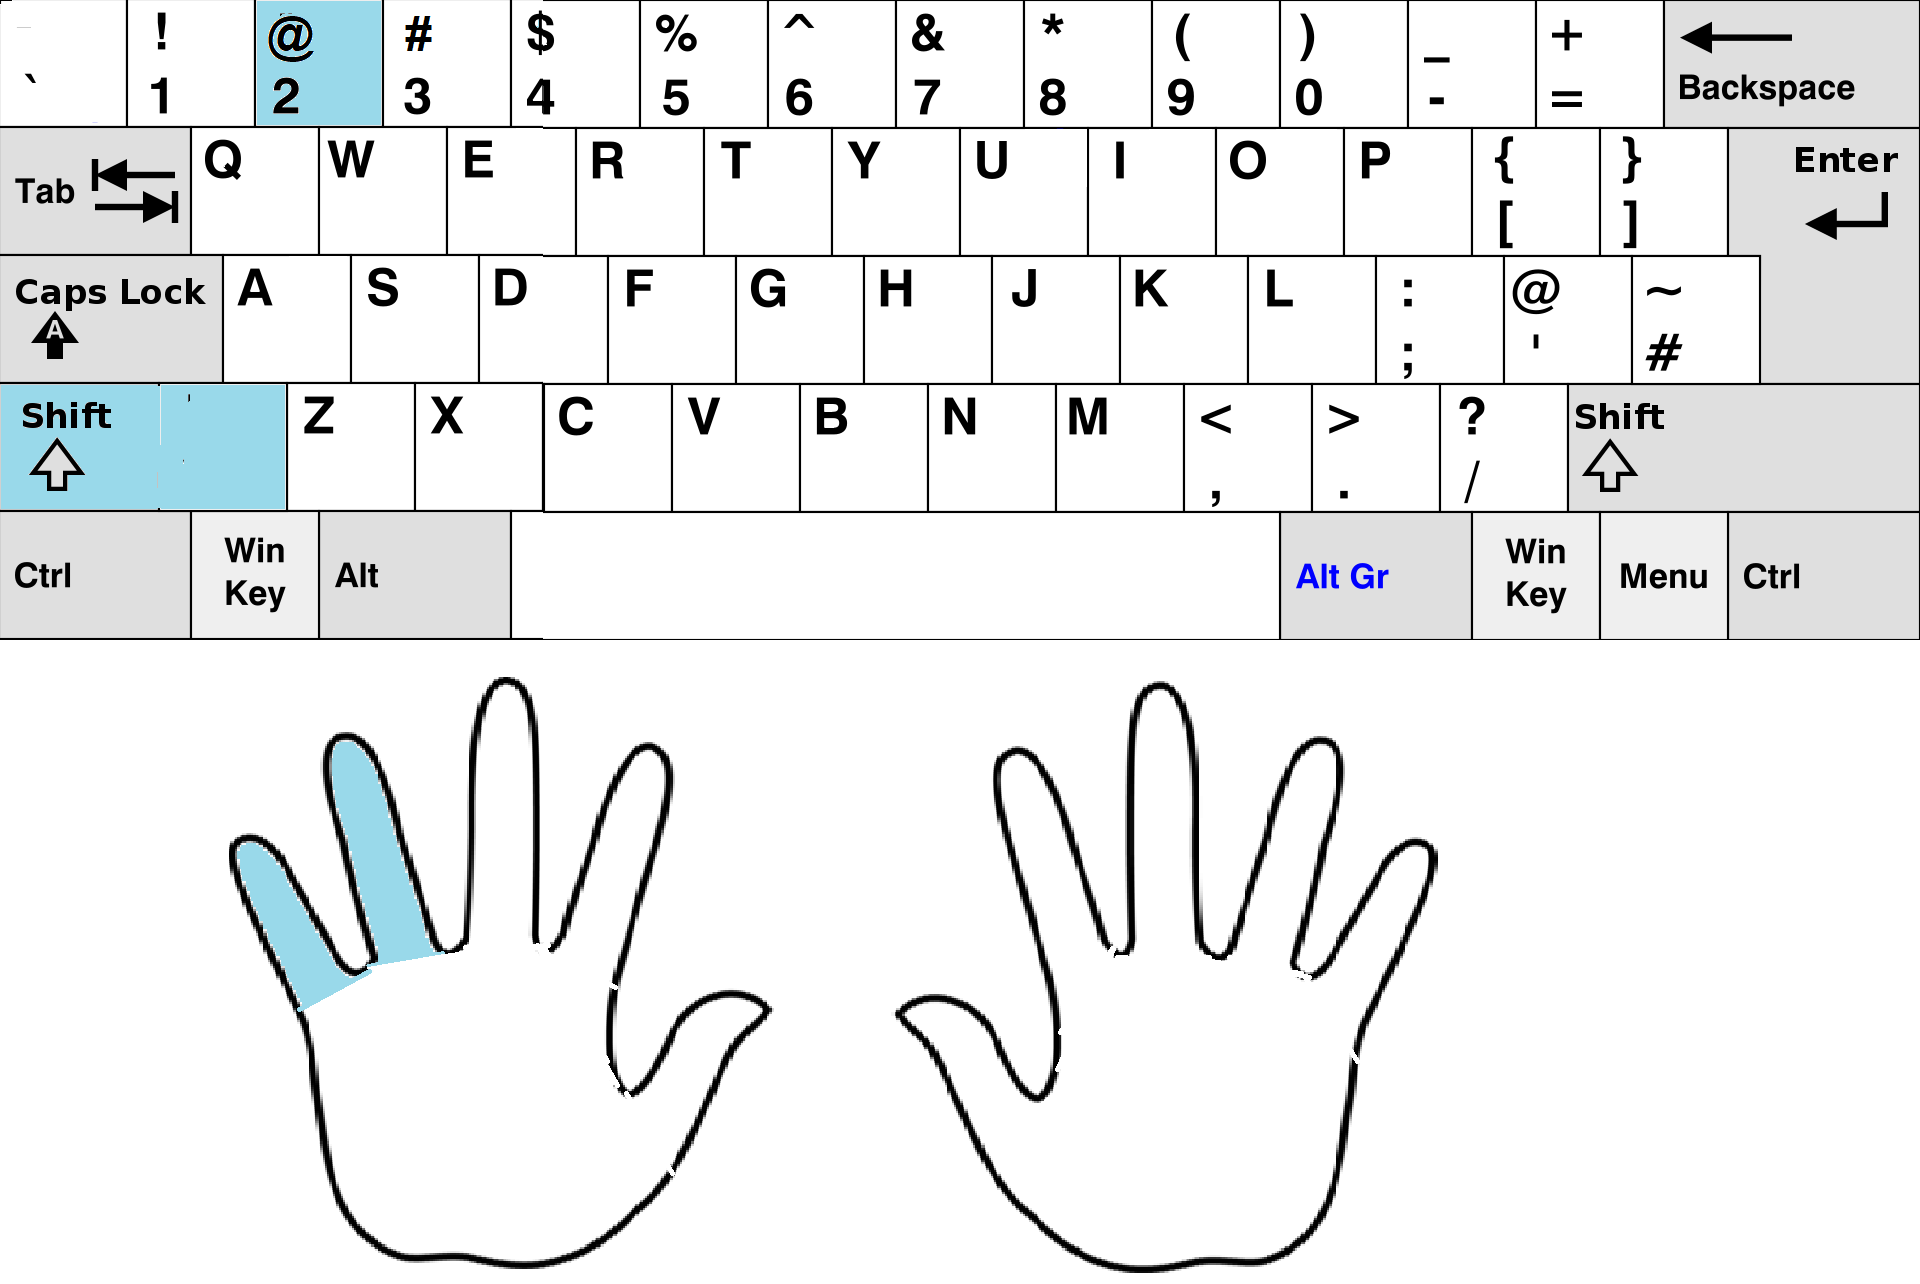 ! @ # $ % ^ & * ( ) _ +
` 1 2 3 4 5 6 7 8 9 0 - = Backspace
Tab Q W E R T Y U I O P { } Enter
[ ]
Caps Lock A S D F G H J K L : @ ~
A ; ' #
Shift Z X C V B N M < > ? Shift
, . /
Ctrl Win Key Alt Alt Gr Win Key Menu Ctrl